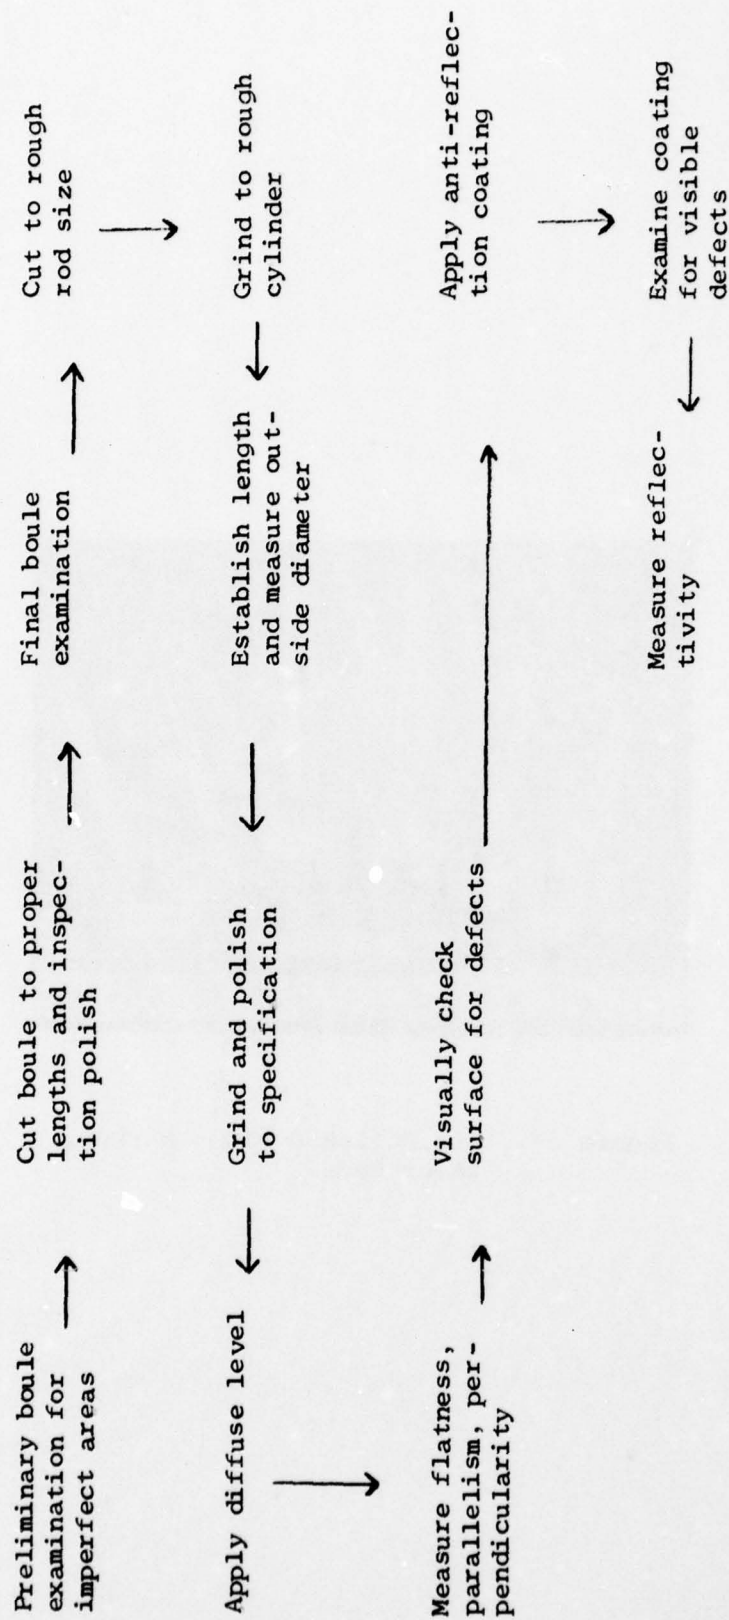 Preliminary boule
examination for
imperfect areas
Cut boule to proper
lengths and inspec-
tion polish
Final boule
examination
Cut to rough
rod size
Grind to rough
cylinder
Establish length
and measure out-
side diameter
Grind and polish
to specification
Apply diffuse level
Measure flatness,
parallelism, per-
pendicularity
Visually check
surface for defects
Apply anti-reflec-
tion coating
Examine coating
for visible
defects
Measure reflec-
tivity